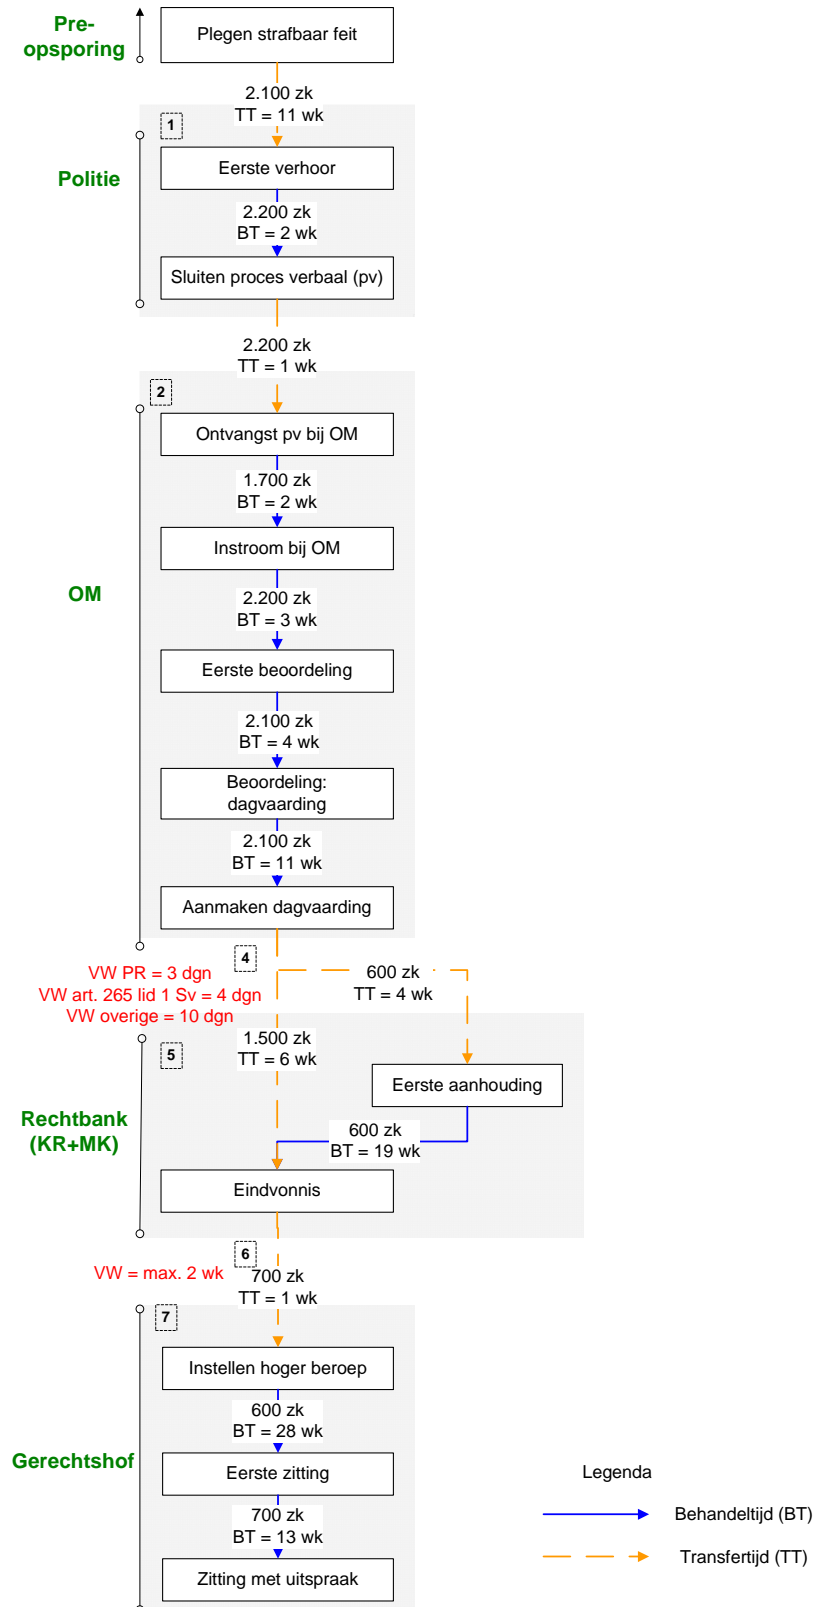 Pre-
opsporing
Plegen strafbaar feit
2.100 zk
TT = 11 wk
1
Politie
Eerste verhoor
2.200 zk
BT = 2 wk
Sluiten proces verbaal (pv)
2.200 zk
TT = 1 wk
2
OM
Ontvangst pv bij OM
1.700 zk
BT = 2 wk
Instroom bij OM
2.200 zk
BT = 3 wk
Eerste beoordeling
2.100 zk
BT = 4 wk
Beoordeling:
dagvaarding
2.100 zk
BT = 11 wk
Aanmaken dagvaarding
4
VW PR = 3 dgn
VW art. 265 lid 1 Sv = 4 dgn
VW overige = 10 dgn
600 zk
TT = 4 wk
1.500 zk
TT = 6 wk
5
Rechtbank
(KR+MK)
Eerste aanhouding
600 zk
BT = 19 wk
Eindvonnis
6
VW = max. 2 wk
700 zk
TT = 1 wk
7
Gerechtshof
Instellen hoger beroep
600 zk
BT = 28 wk
Eerste zitting
700 zk
BT = 13 wk
Zitting met uitspraak
Legenda
Behandeltijd (BT)
Transfertijd (TT)